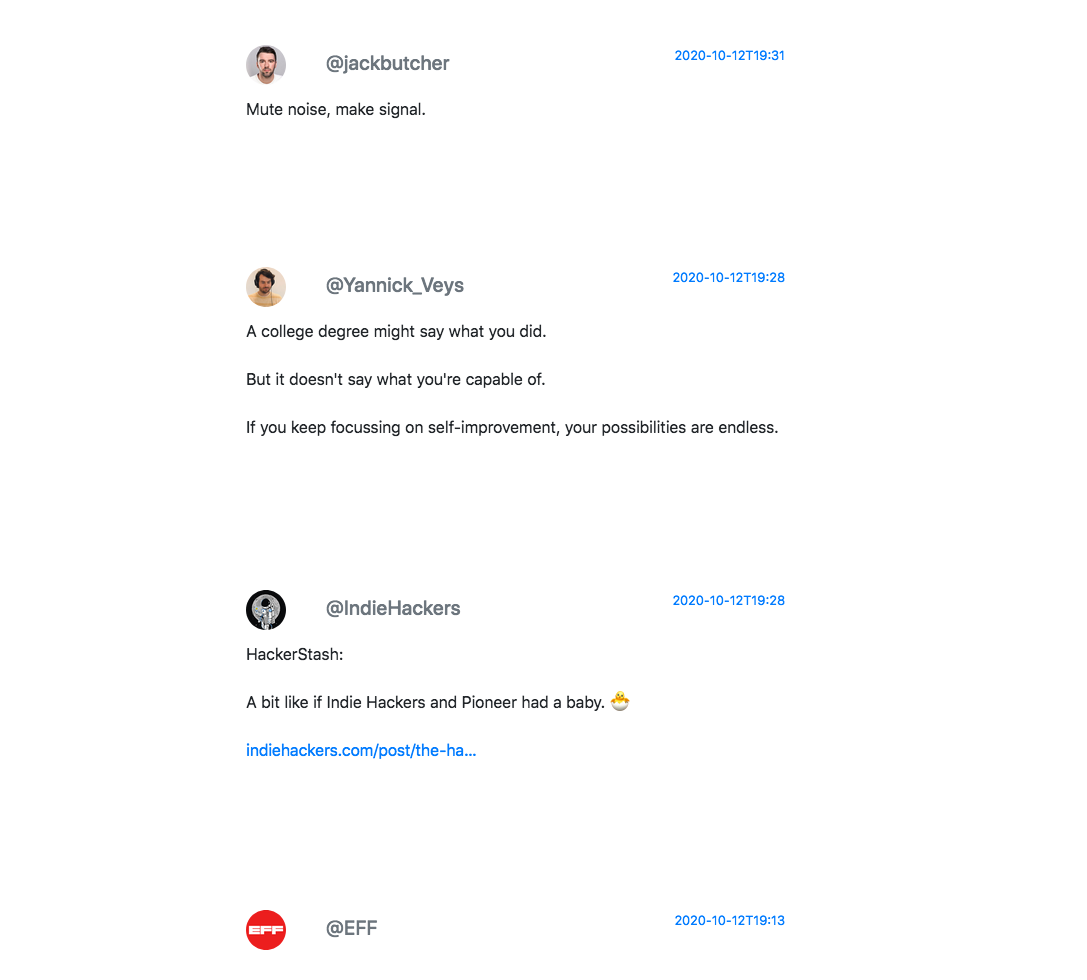 @jackbutcher
2020-10-12T19:31
Mute noise, make signal.
@Yannick_Veys
2020-10-12T19:28
A college degree might say what you did.
But it doesn't say what you're capable of.
If you keep focussing on self-improvement, your possibilities are endless.
@IndieHackers
2020-10-12T19:28
HackerStash:
A bit like if Indie Hackers and Pioneer had a baby. 🐣
indiehackers.com/post/the-ha...
EFF
@EFF
2020-10-12T19:13